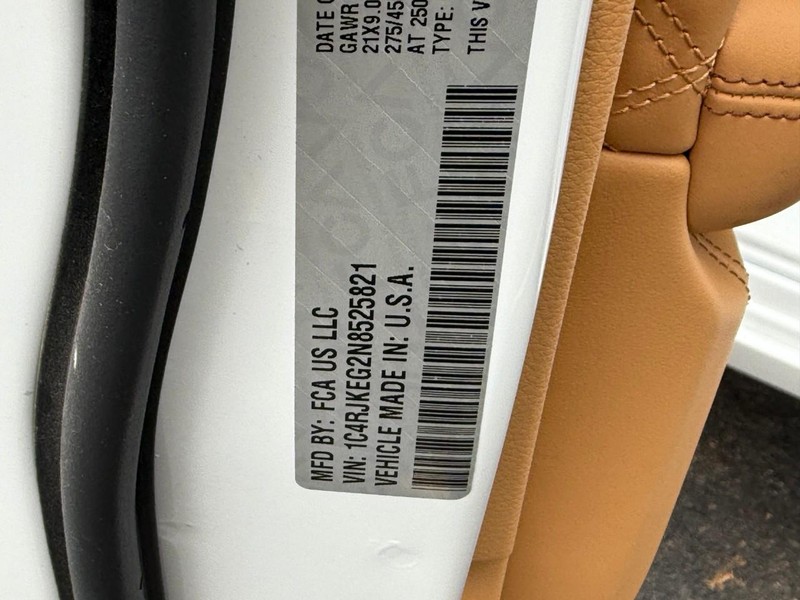 MFD BY: FCA US LLC
VIN: 1C4RJKEG2N8525821
VEHICLE MADE IN: U.S.A.
DATE O
GAWR
21X9.0
275/45
AT 250
TYPE:
THIS V